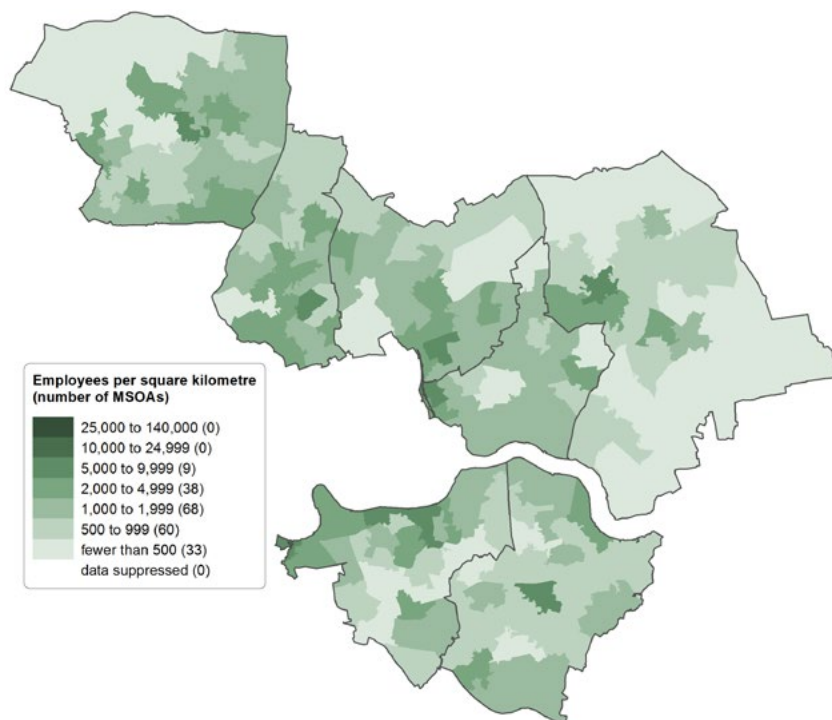 Employees per square kilometre
(number of MSOAs)
25,000 to 140,000 (0)
10,000 to 24,999 (0)
5,000 to 9,999 (9)
2,000 to 4,999 (38)
1,000 to 1,999 (68)
500 to 999 (60)
fewer than 500 (33)
data suppressed (0)